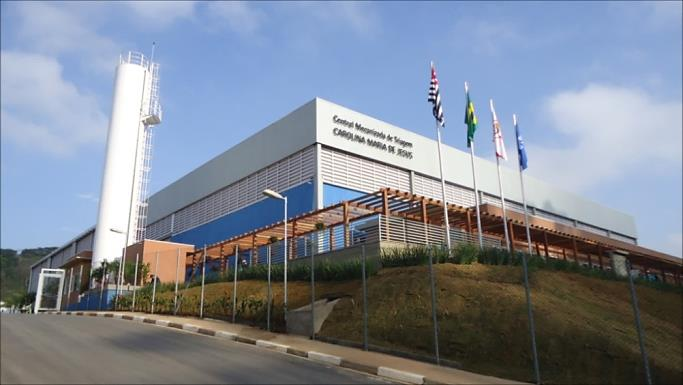 Central Mecanizada de Triagem
CAROLINA MARIA DE JESUS